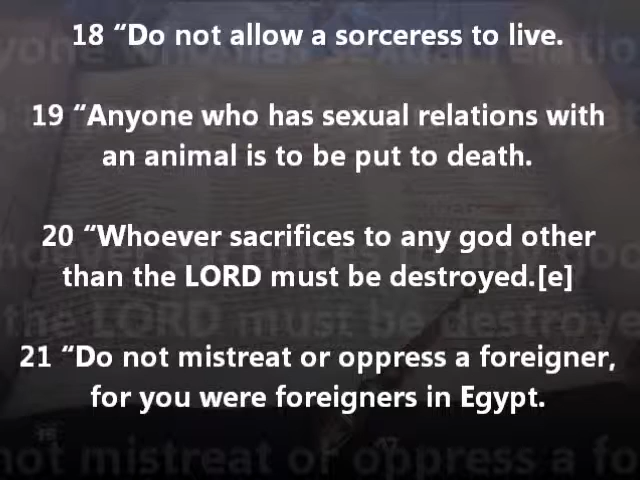 18 “Do not allow a sorceress to live.
19 “Anyone who has sexual relations with
an animal is to be put to death.
20 “Whoever sacrifices to any god other
than the LORD must be destroyed.[e]
21 “Do not mistreat or oppress a foreigner,
for you were foreigners in Egypt.